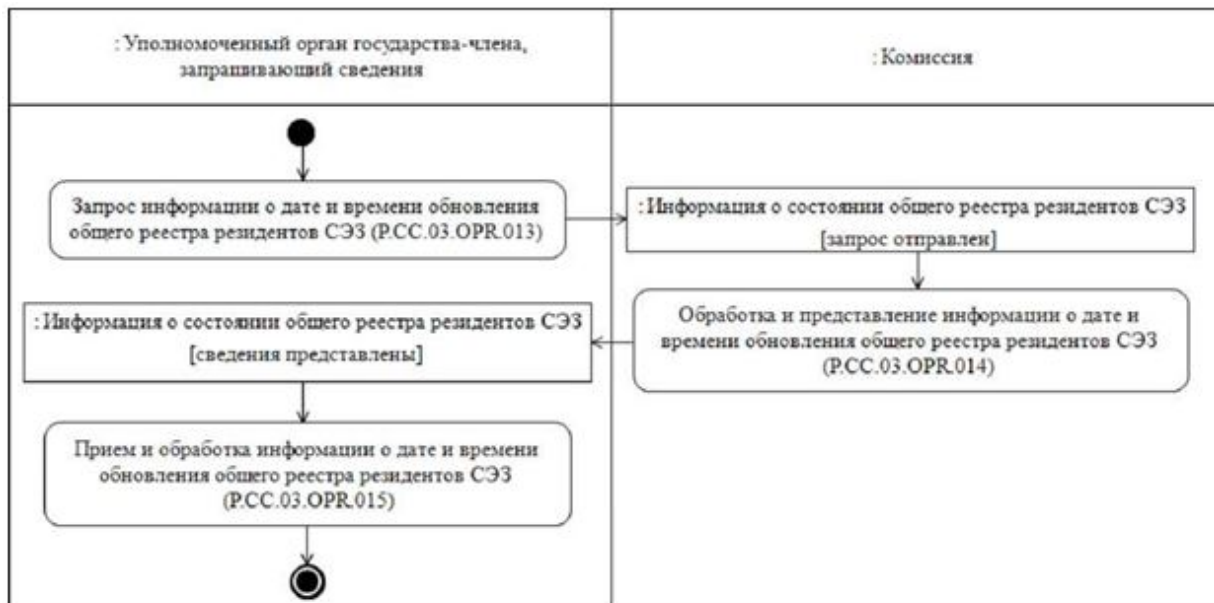 : Уполномоченный орган государства-члена,
запрашивающий сведения
: Комиссия
Запрос информации о дате и времени обновления
общего реестра резидентов СЭЗ (P.CC.03.OPR.013)
: Информация о состоянии общего реестра резидентов СЭЗ
[запрос отправлен]
Обработка и представление информации о дате и
времени обновления общего реестра резидентов СЭЗ
(P.CC.03.OPR.014)
: Информация о состоянии общего реестра резидентов СЭЗ
[сведения представлены]
Прием и обработка информации о дате и времени
обновления общего реестра резидентов СЭЗ
(P.CC.03.OPR.015)